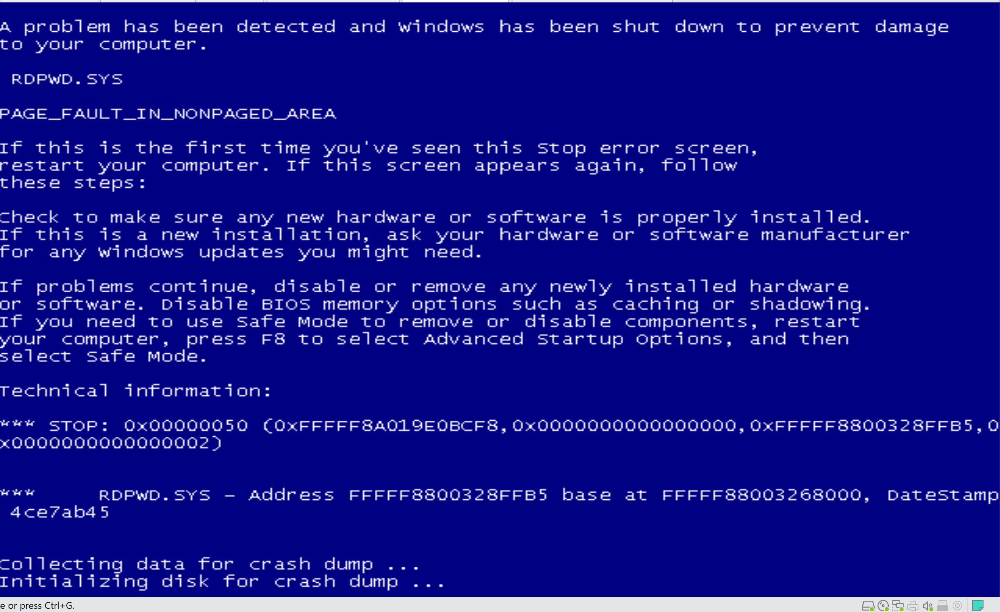 A problem has been detected and Windows has been shut down to prevent damage
to your computer.
RDPWD.SYS
PAGE_FAULT_IN_NONPAGED_AREA
If this is the first time you've seen this Stop error screen,
restart your computer. If this screen appears again, follow
these steps:
Check to make sure any new hardware or software is properly installed.
If this is a new installation, ask your hardware or software manufacturer
for any Windows updates you might need.
If problems continue, disable or remove any newly installed hardware
or software. Disable BIOS memory options such as caching or shadowing.
If you need to use Safe Mode to remove or disable components, restart
your computer, press F8 to select Advanced Startup Options, and then
select Safe Mode.
Technical information:
*** STOP: 0x00000050 (0xFFFFF8A019E0BCF8,0x0000000000000000,0xFFFFF8800328FFB5,0
x0000000000000002)
*** RDPWD.SYS - Address FFFFF8800328FFB5 base at FFFFF88003268000, DateStamp
4ce7ab45
Collecting data for crash dump ...
Initializing disk for crash dump ...
e or press Ctrl+G.